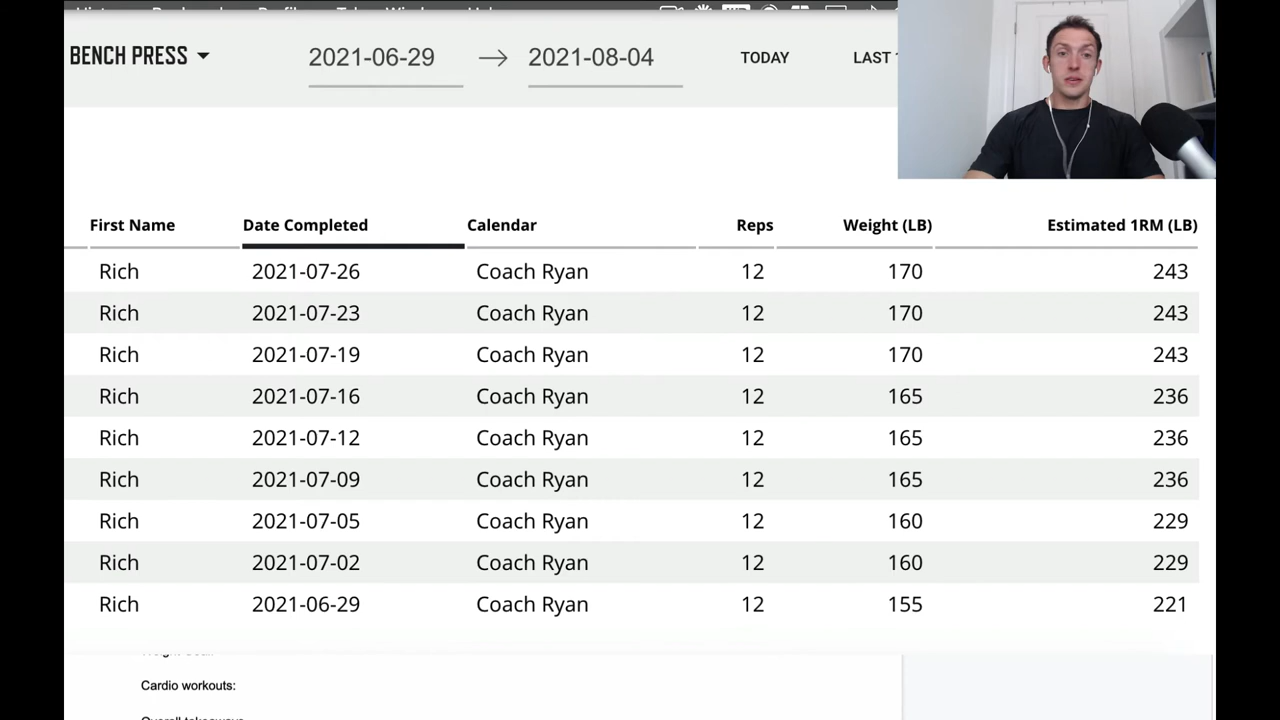 BENCH PRESS 2021-06-29 → 2021-08-04 TODAY LAST
First Name Date Completed Calendar Reps Weight (LB) Estimated 1RM (LB)
Rich 2021-07-26 Coach Ryan 12 170 243
Rich 2021-07-23 Coach Ryan 12 170 243
Rich 2021-07-19 Coach Ryan 12 170 243
Rich 2021-07-16 Coach Ryan 12 165 236
Rich 2021-07-12 Coach Ryan 12 165 236
Rich 2021-07-09 Coach Ryan 12 165 236
Rich 2021-07-05 Coach Ryan 12 160 229
Rich 2021-07-02 Coach Ryan 12 160 229
Rich 2021-06-29 Coach Ryan 12 155 221
Cardio workouts: